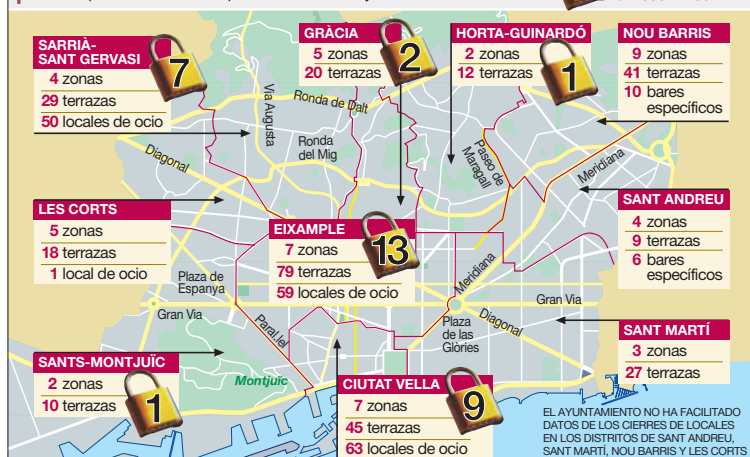 SARRIÀ-
SANT GERVASI
4 zonas
29 terrazas
50 locales de ocio
7
GRÀCIA
5 zonas
20 terrazas
2
HORTA-GUINARDÓ
2 zonas
12 terrazas
1
NOU BARRIS
9 zonas
41 terrazas
10 bares
específicos
Via Augusta
Ronda de Dalt
Ronda
del Mig
Diagonal
Paseo de
Maragall
Meridiana
LES CORTS
5 zonas
18 terrazas
1 local de ocio
EIXAMPLE
7 zonas
79 terrazas
59 locales de ocio
13
SANT ANDREU
4 zonas
9 terrazas
6 bares
específicos
Plaza de
Espanya
Gran Via
Paral.lel
Meridiana
Gran Via
Plaza
de las
Glòries
Diagonal
SANT MARTÍ
3 zonas
27 terrazas
SANTS-MONTJUÏC
2 zonas
10 terrazas
1
Montjuic
CIUTAT VELLA
7 zonas
45 terrazas
63 locales de ocio
9
EL AYUNTAMIENTO NO HA FACILITADO
DATOS DE LOS CIERRES DE LOCALES
EN LOS DISTRITOS DE SANT ANDREU,
SANT MARTÍ, NOU BARRIS Y LES CORTS